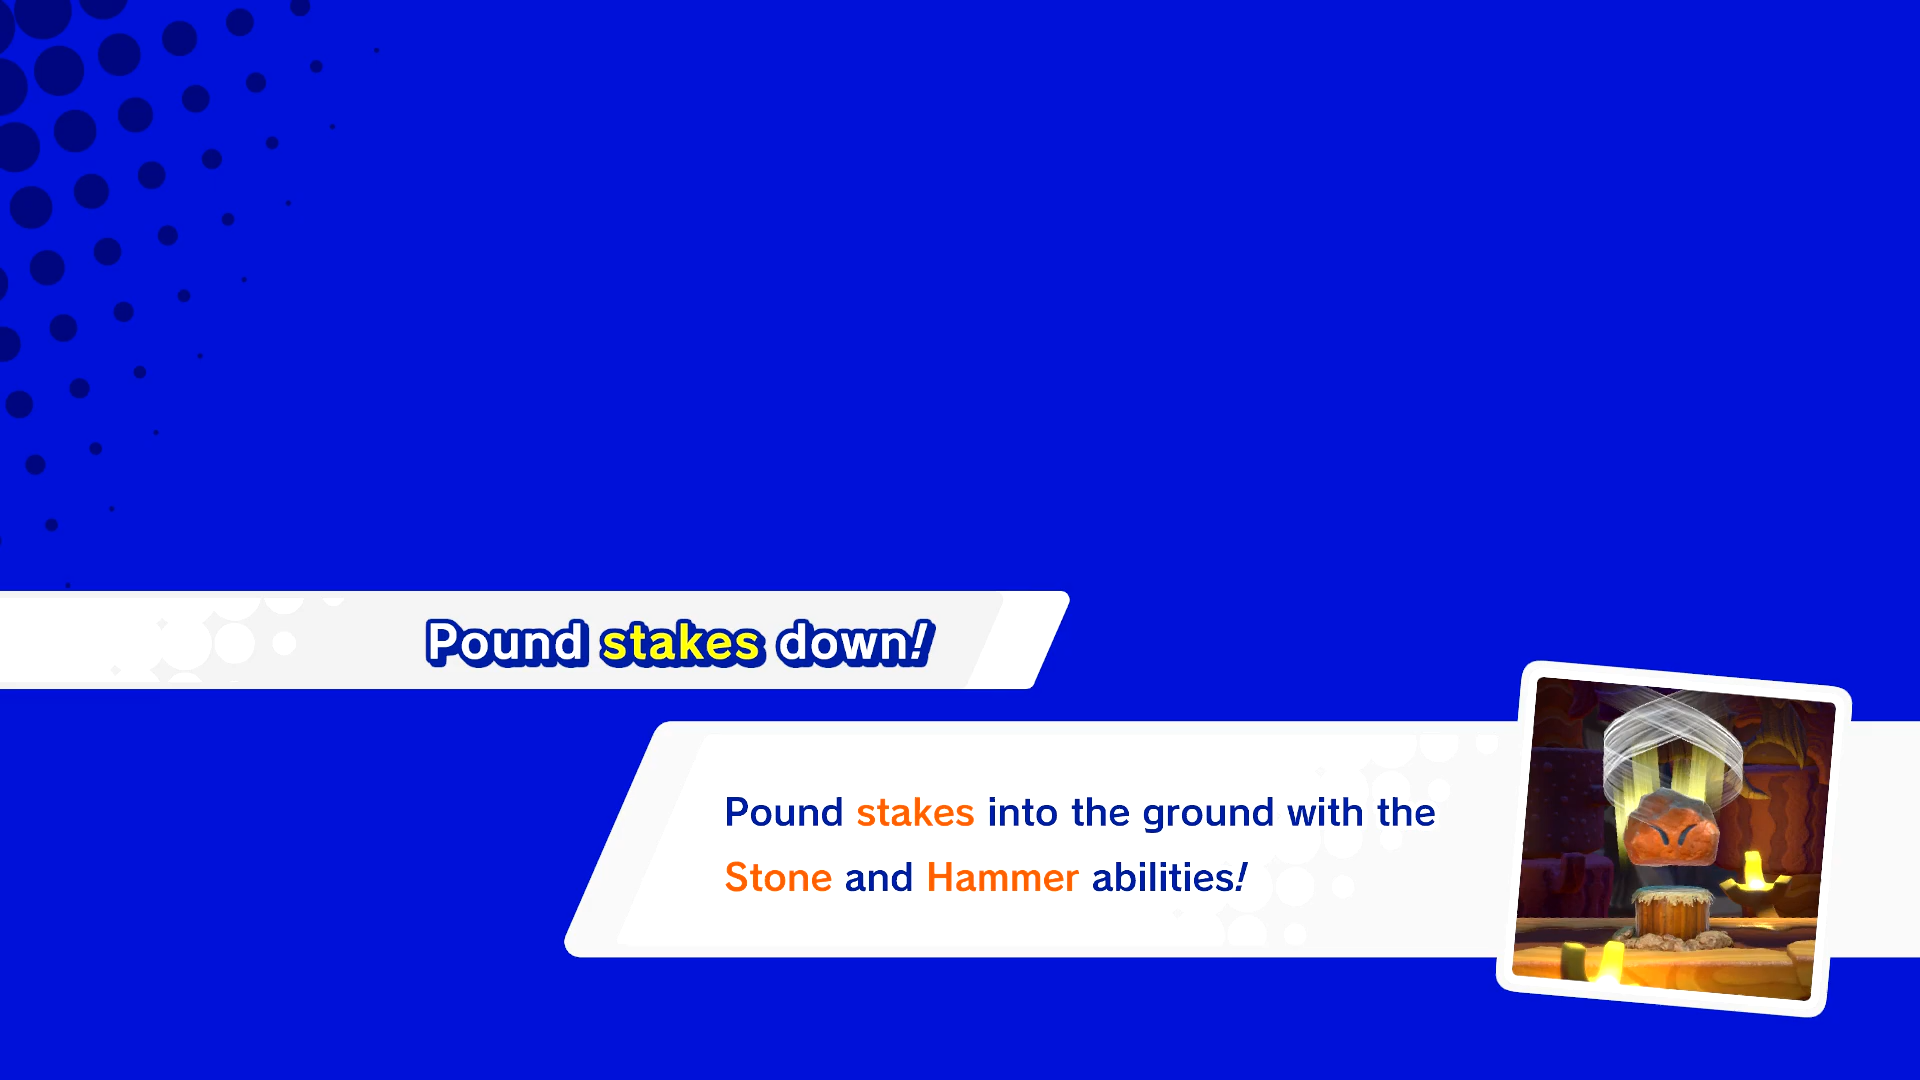 Pound stakes down!
Pound stakes into the ground with the
Stone and Hammer abilities!